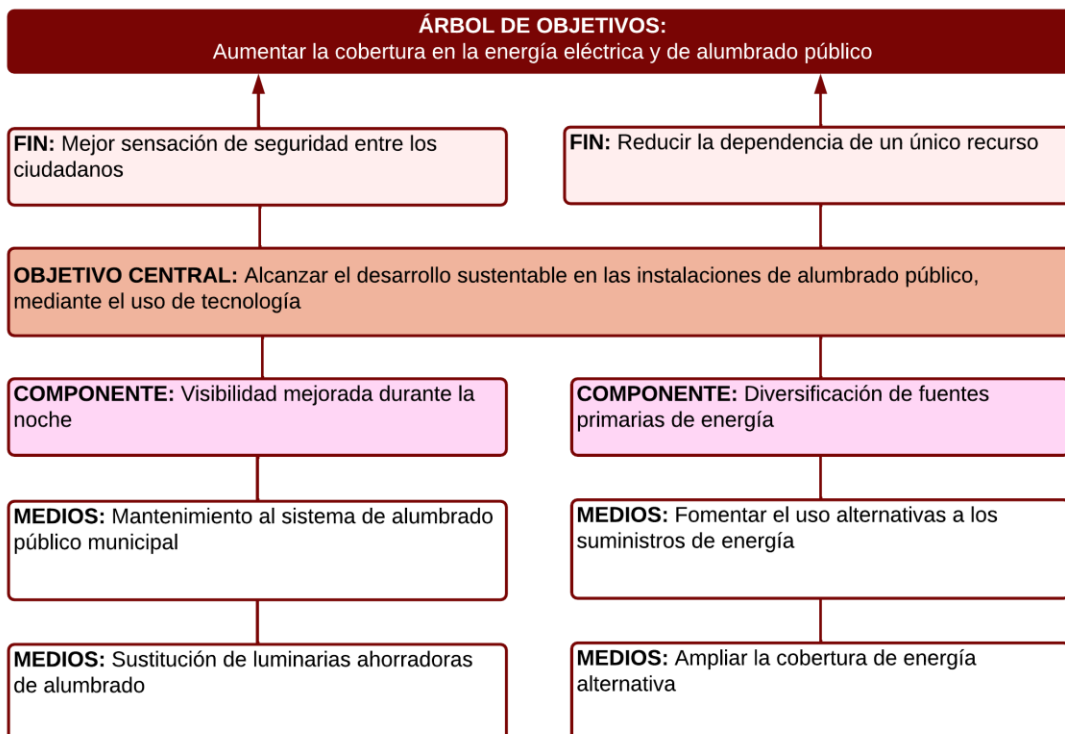 ÁRBOL DE OBJETIVOS:
Aumentar la cobertura en la energía eléctrica y de alumbrado público
FIN: Mejor sensación de seguridad entre los
ciudadanos
FIN: Reducir la dependencia de un único recurso
OBJETIVO CENTRAL: Alcanzar el desarrollo sustentable en las instalaciones de alumbrado público,
mediante el uso de tecnología
COMPONENTE: Visibilidad mejorada durante la
noche
COMPONENTE: Diversificación de fuentes
primarias de energía
MEDIOS: Mantenimiento al sistema de alumbrado
público municipal
MEDIOS: Fomentar el uso alternativas a los
suministros de energía
MEDIOS: Sustitución de luminarias ahorradoras
de alumbrado
MEDIOS: Ampliar la cobertura de energía
alternativa